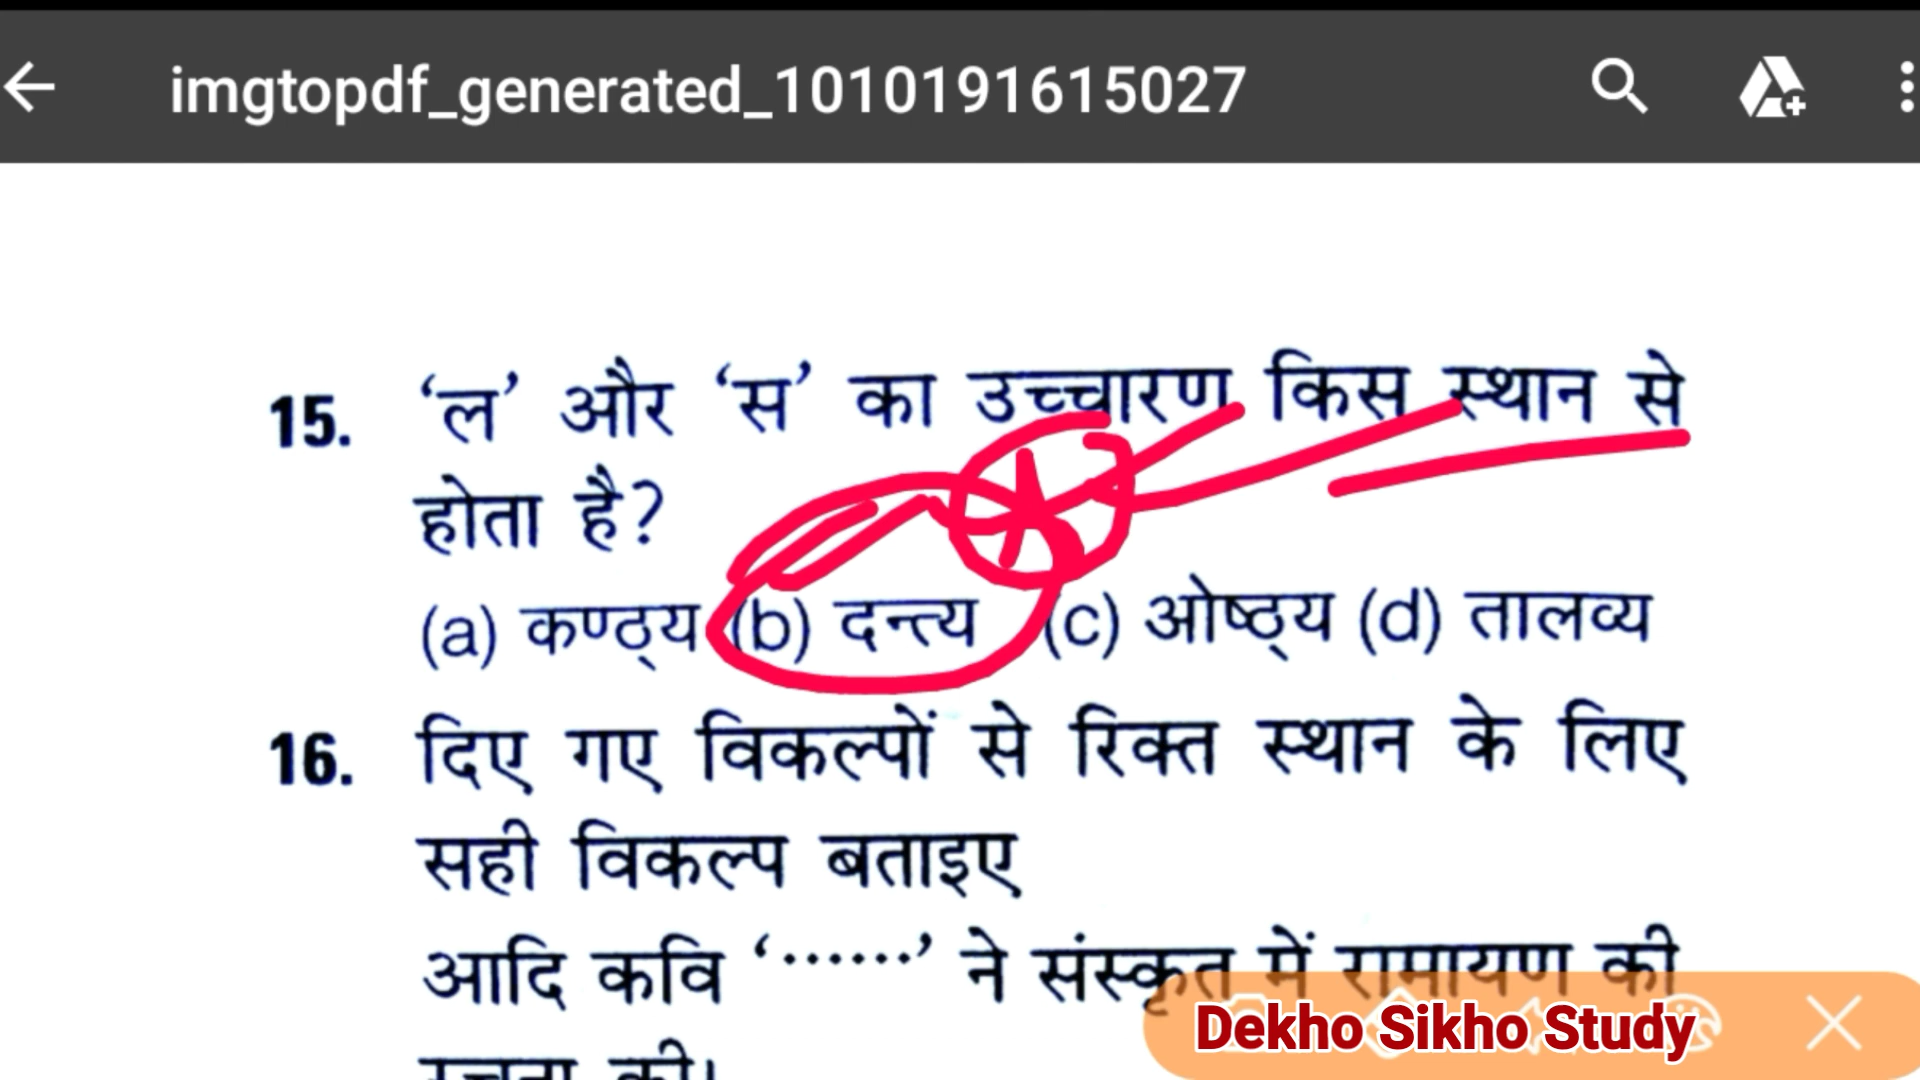 imgtopdf_generated_1010191615027
15. ‘ल’ और ‘स’ का उच्चारण किस स्थान से
होता है?
(a) कण्ठ्य (b) दन्त्य (c) ओष्ठ्य (d) तालव्य
16. दिए गए विकल्पों से रिक्त स्थान के लिए
सही विकल्प बताइए
आदि कवि ‘......’ ने संस्कृत में रामायण की
रचना की।
Dekho Sikho Study